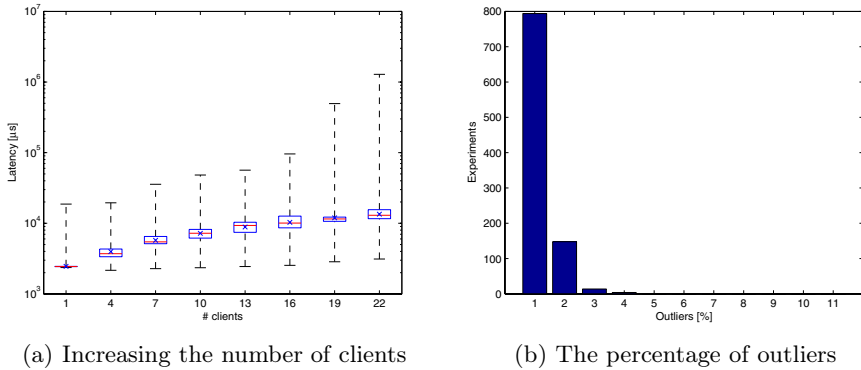 10^7
10^6
10^5
10^4
10^3
Latency [μs]
1 4 7 10 13 16 19 22
# clients
(a) Increasing the number of clients
800
700
600
500
400
300
200
100
0
Experiments
1 2 3 4 5 6 7 8 9 10 11
Outliers [%]
(b) The percentage of outliers